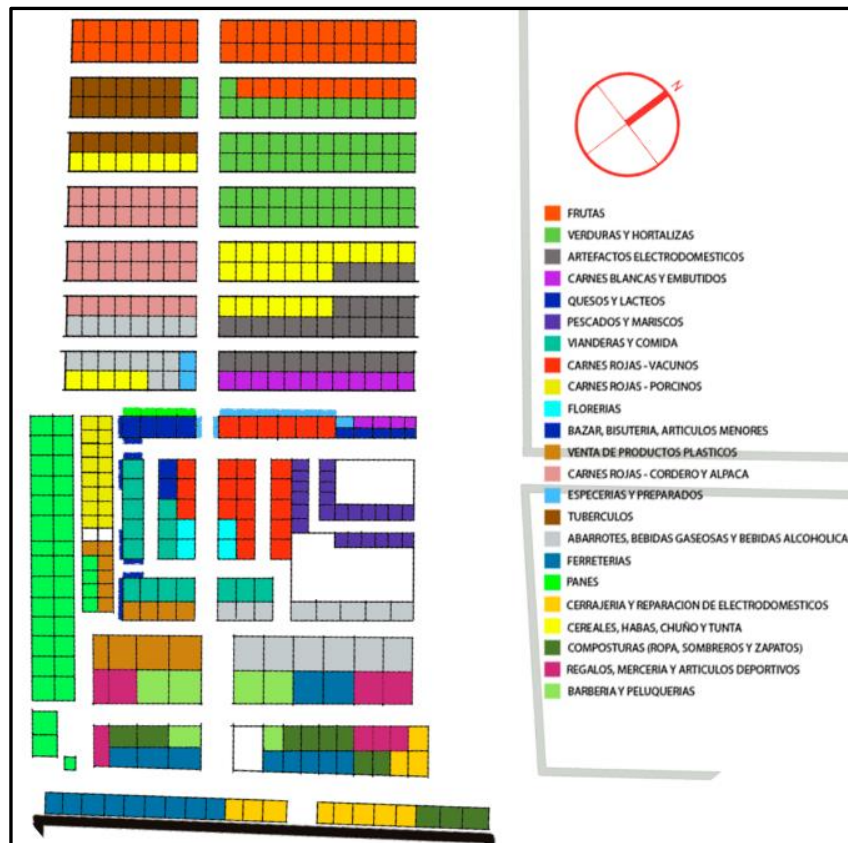 N
FRUTAS
VERDURAS Y HORTALIZAS
ARTEFACTOS ELECTRODOMESTICOS
CARNES BLANCAS Y EMBUTIDOS
QUESOS Y LACTEOS
PESCADOS Y MARISCOS
VIANDERAS Y COMIDA
CARNES ROJAS - VACUNOS
CARNES ROJAS - PORCINOS
FLORERIAS
BAZAR, BISUTERIA, ARTICULOS MENORES
VENTA DE PRODUCTOS PLASTICOS
CARNES ROJAS - CORDERO Y ALPACA
ESPECERIAS Y PREPARADOS
TUBERCULOS
ABARROTES, BEBIDAS GASEOSAS Y BEBIDAS ALCOHOLICA
FERRETERIAS
PANES
CERRAJERIA Y REPARACION DE ELECTRODOMESTICOS
CEREALES, HABAS, CHUÑO Y TUNTA
COMPOSTURAS (ROPA, SOMBREROS Y ZAPATOS)
REGALOS, MERCERIA Y ARTICULOS DEPORTIVOS
BARBERIA Y PELUQUERIAS